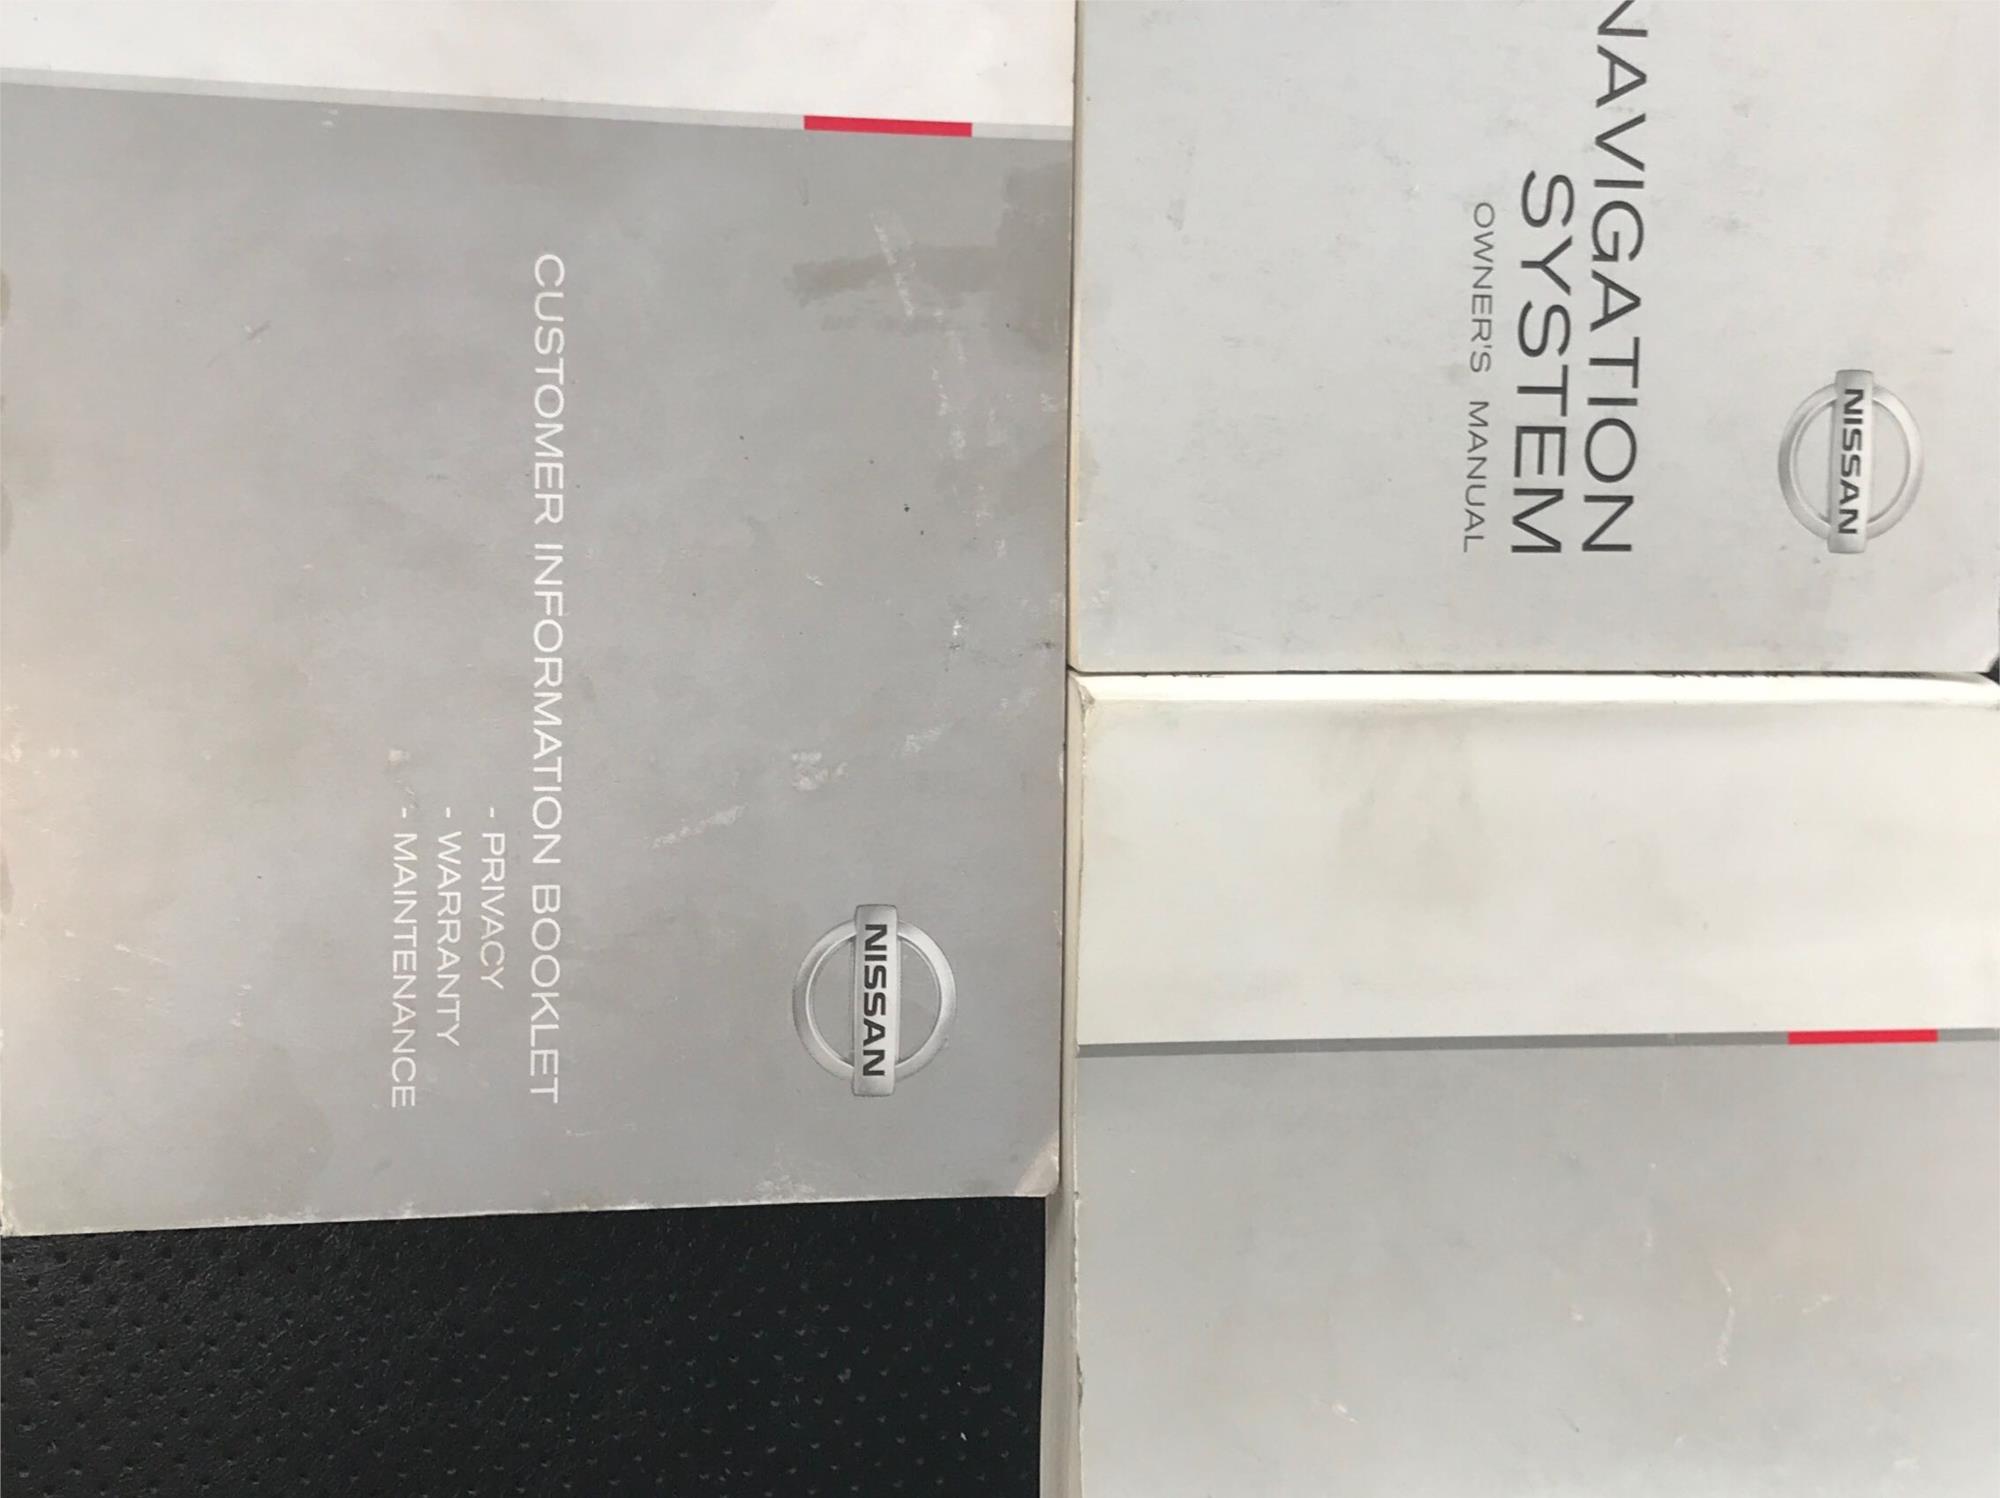 NISSAN
CUSTOMER INFORMATION BOOKLET
- PRIVACY
- WARRANTY
- MAINTENANCE
NISSAN
NAVIGATION
SYSTEM
OWNER'S MANUAL